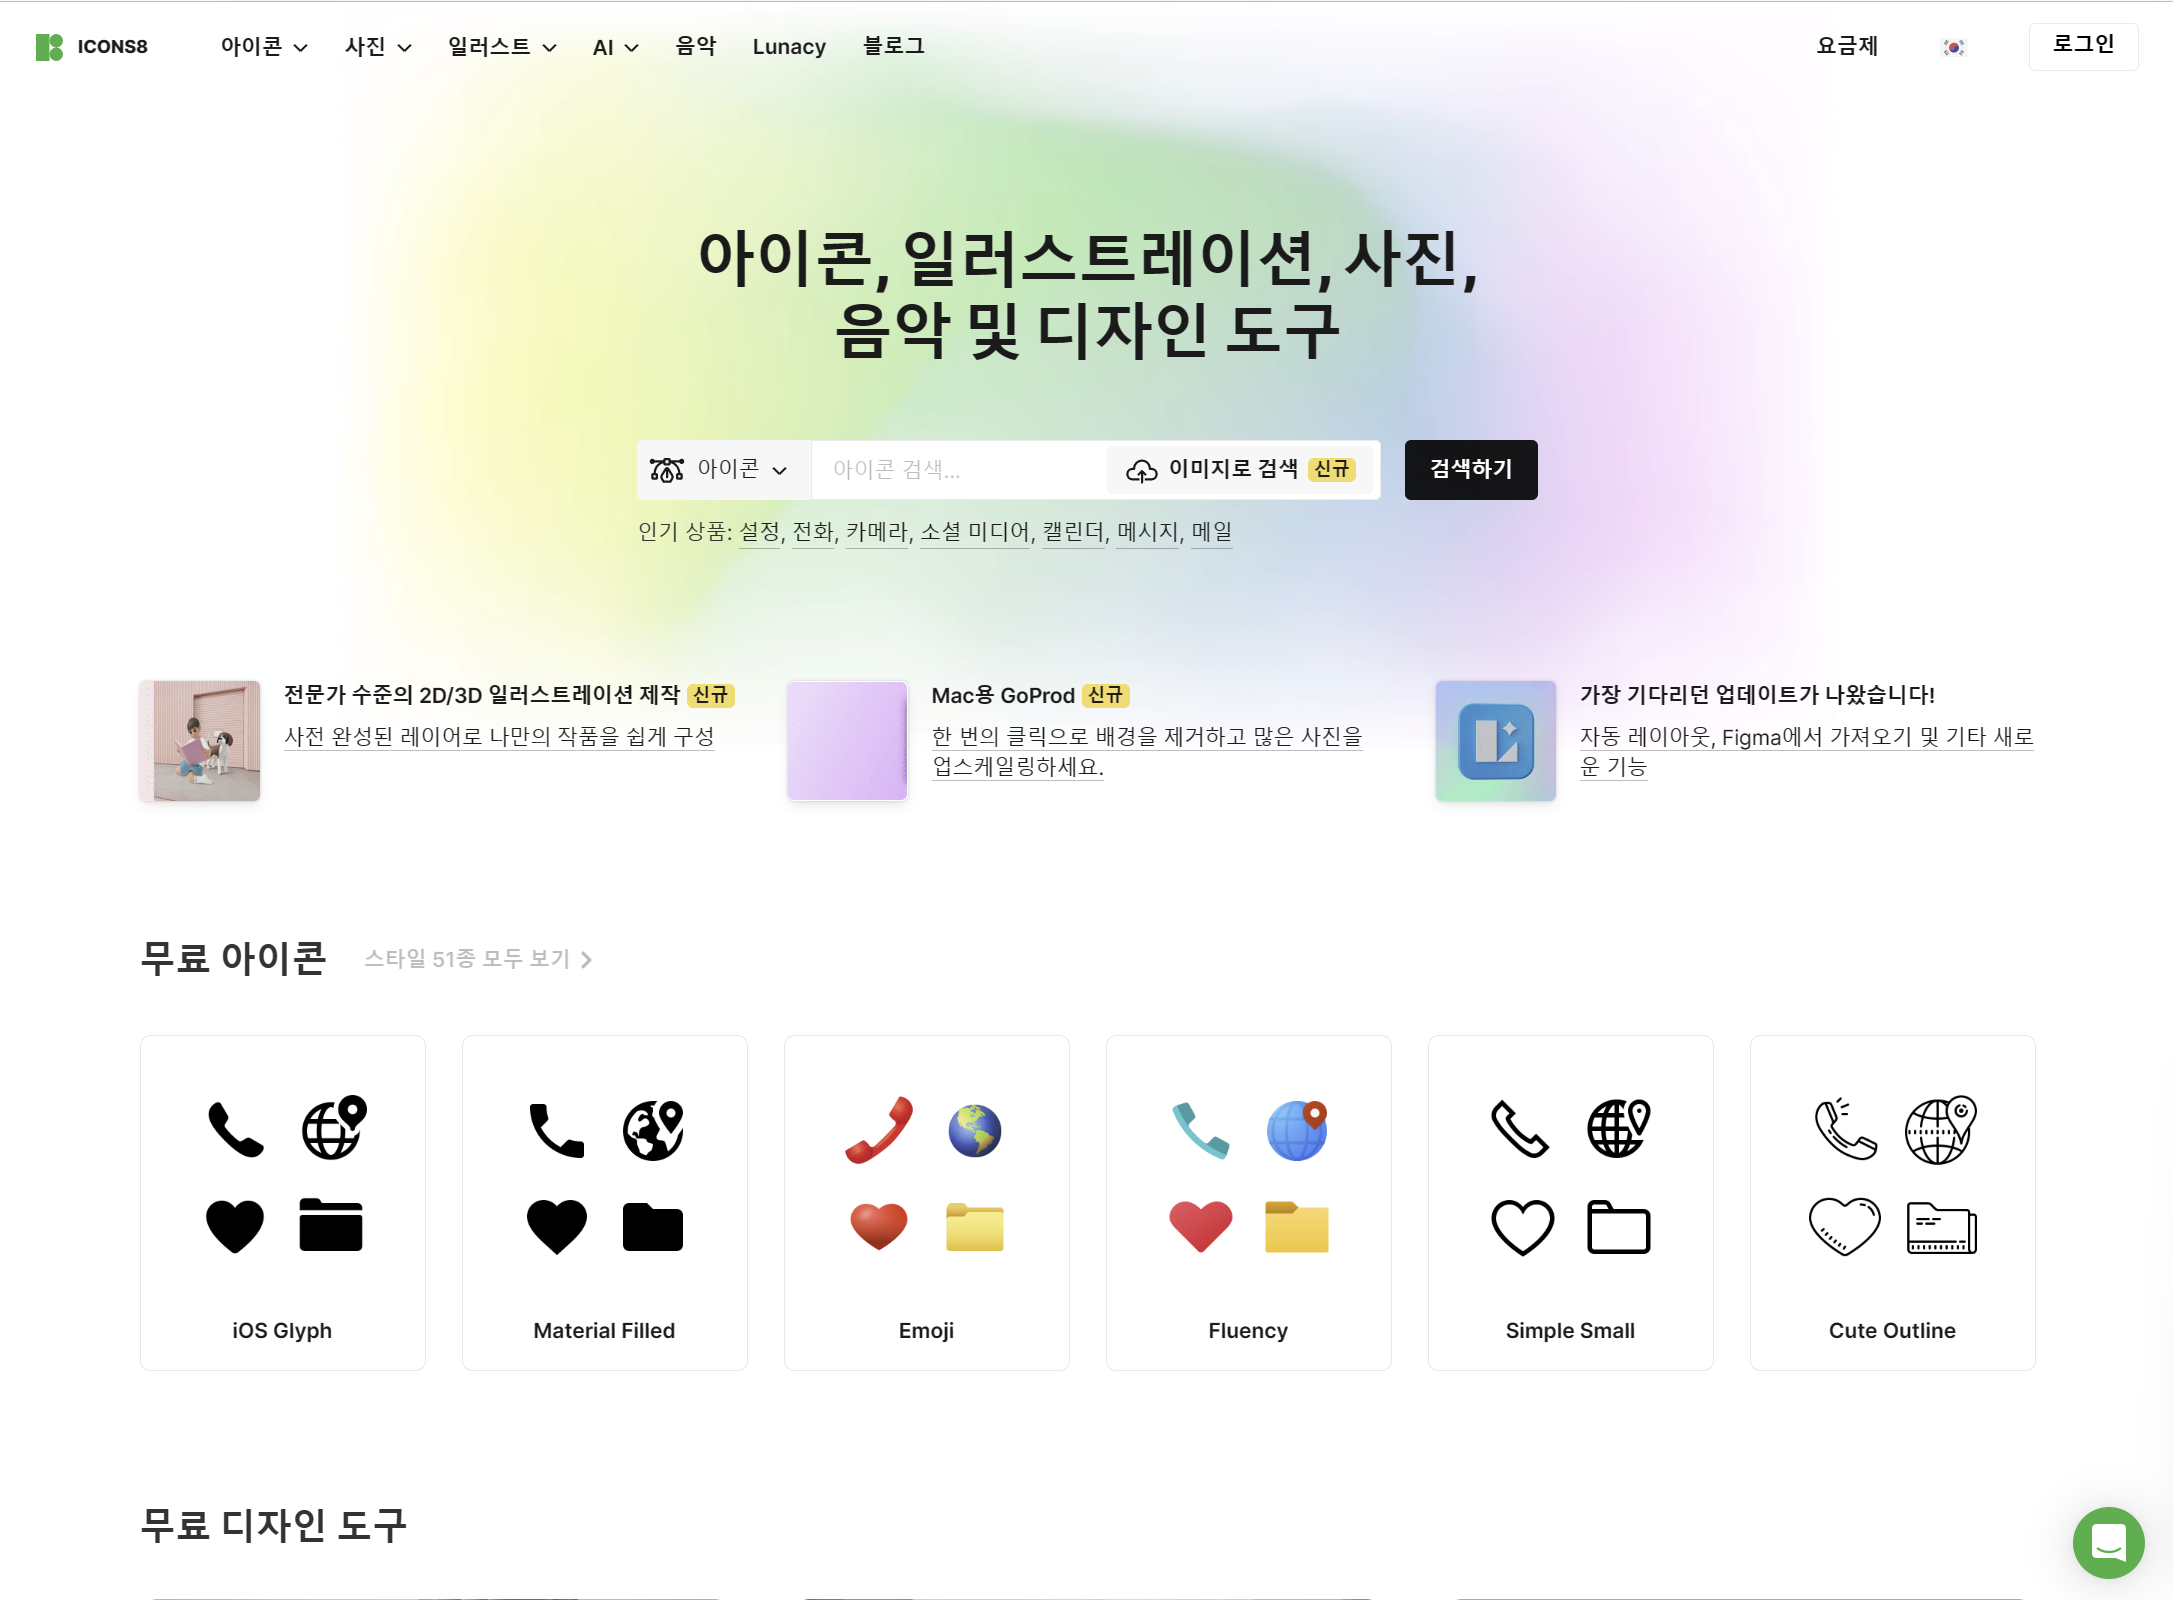 ICONS8
아이콘
사진
일러스트
AI
음악
Lunacy
블로그
요금제
로그인
아이콘, 일러스트레이션, 사진,
음악 및 디자인 도구
아이콘
아이콘 검색...
이미지로 검색 신규
검색하기
인기 상품: 설정, 전화, 카메라, 소셜 미디어, 캘린더, 메시지, 메일
전문가 수준의 2D/3D 일러스트레이션 제작 신규
사전 완성된 레이어로 나만의 작품을 쉽게 구성
Mac용 GoProd 신규
한 번의 클릭으로 배경을 제거하고 많은 사진을
업스케일링하세요.
가장 기다리던 업데이트가 나왔습니다!
자동 레이아웃, Figma에서 가져오기 및 기타 새로
운 기능
무료 아이콘
스타일 51종 모두 보기
iOS Glyph
Material Filled
Emoji
Fluency
Simple Small
Cute Outline
무료 디자인 도구